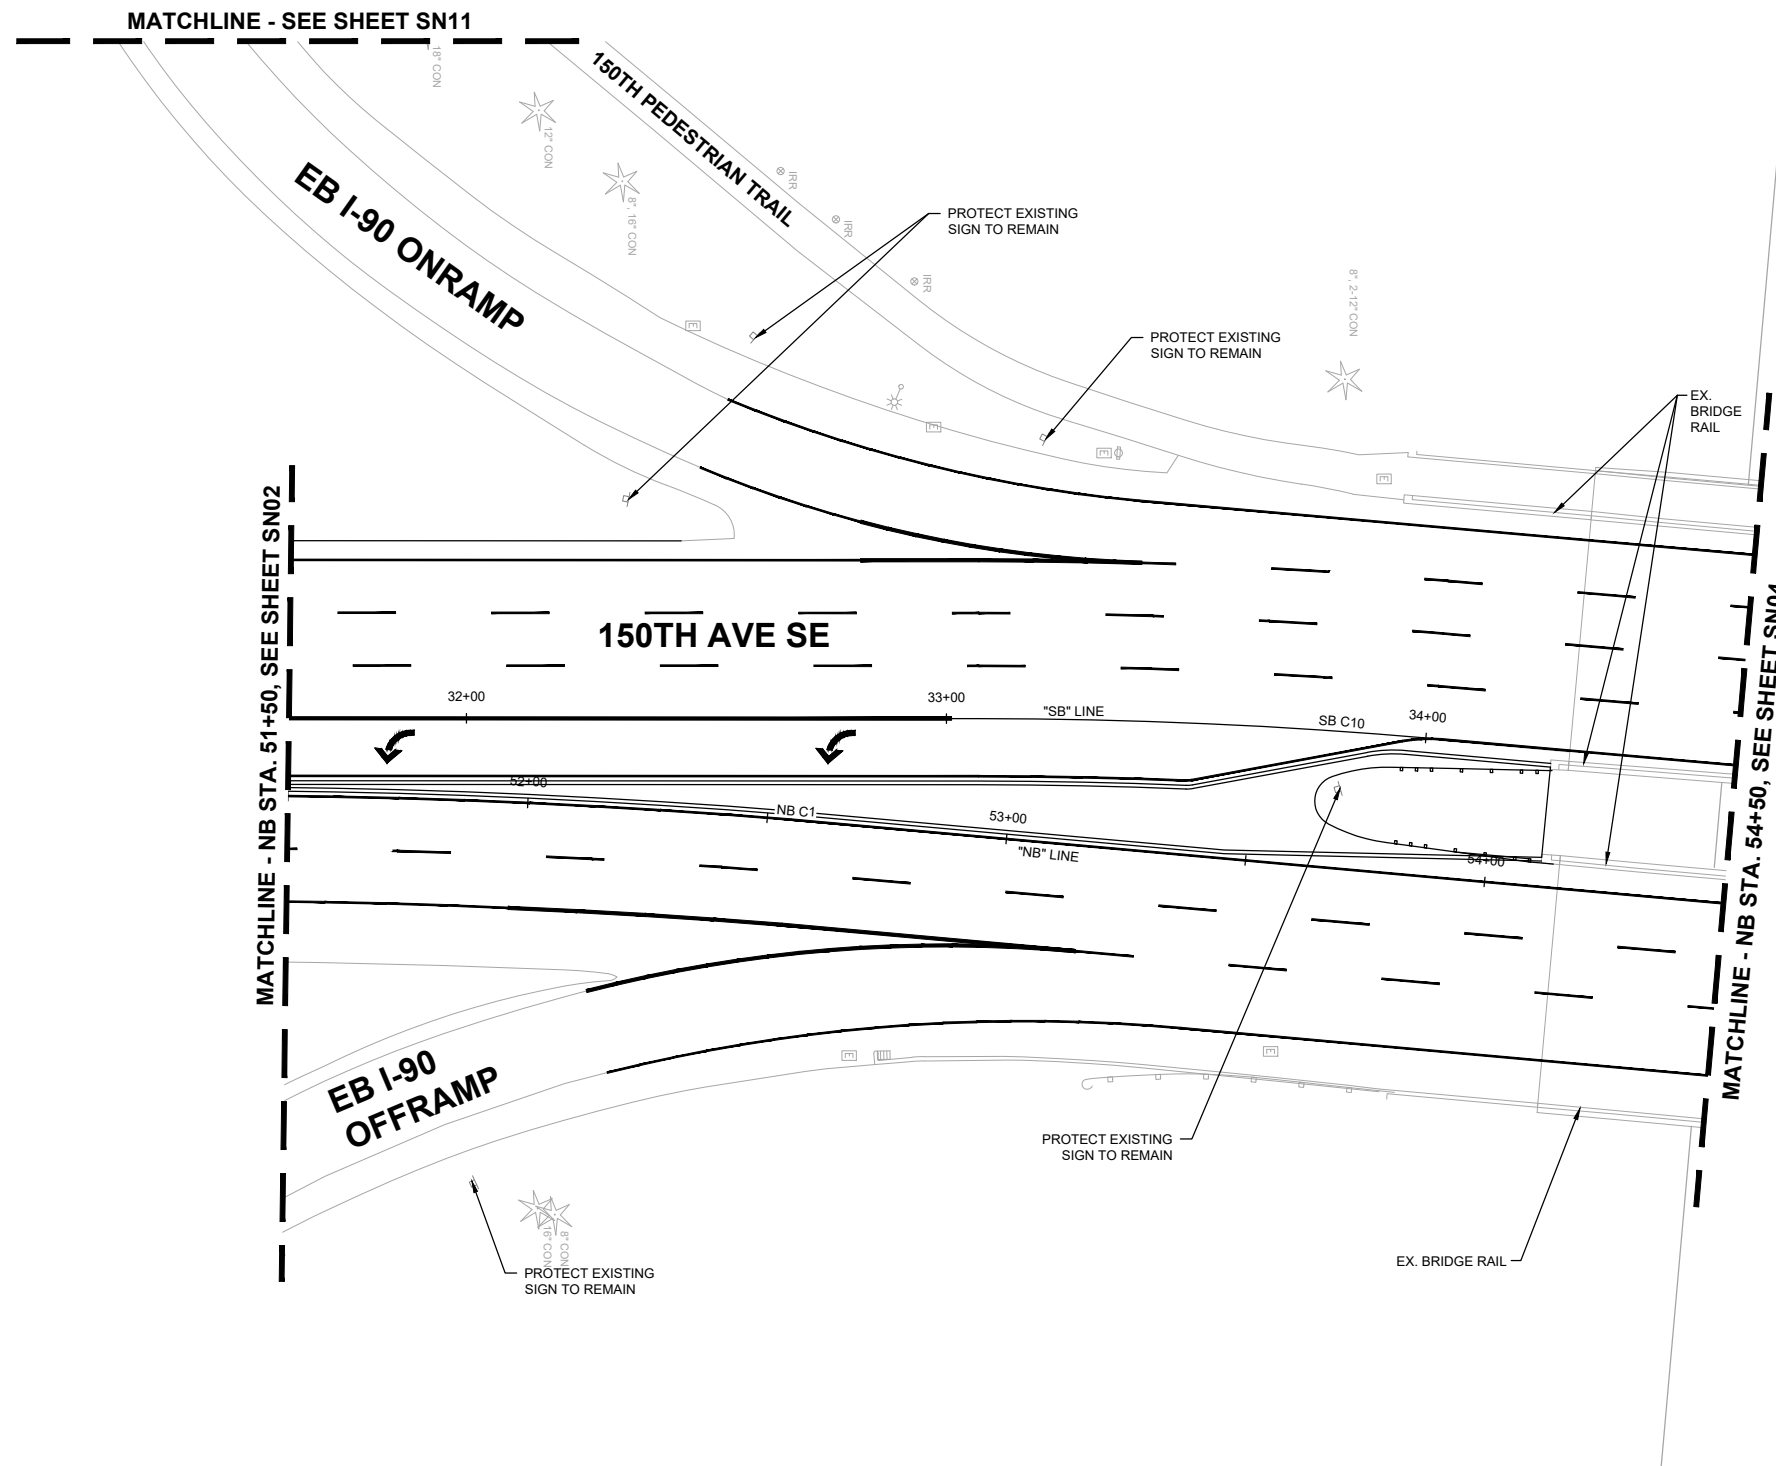 MATCHLINE - SEE SHEET SN11
18" CON
12" CON
8", 16" CON
150TH PEDESTRIAN TRAIL
IRR
IRR
IRR
EB I-90 ONRAMP
PROTECT EXISTING
SIGN TO REMAIN
PROTECT EXISTING
SIGN TO REMAIN
8", 2-12" CON
EX.
BRIDGE
RAIL
E
E
E
E
MATCHLINE - NB STA. 51+50, SEE SHEET SN02
150TH AVE SE
32+00
33+00
"SB" LINE
SB C10
34+00
52+00
NB C1
53+00
"NB" LINE
54+00
MATCHLINE - NB STA. 54+50, SEE SHEET SN04
EB I-90
OFFRAMP
E
E
PROTECT EXISTING
SIGN TO REMAIN
16" CON
8" CON
PROTECT EXISTING
SIGN TO REMAIN
EX. BRIDGE RAIL